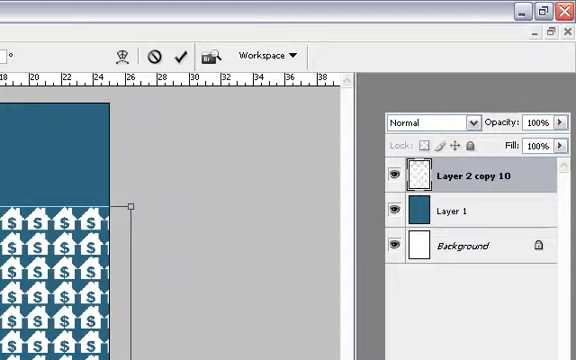 °
Workspace
18 20 22 24 26 28 30 32 34 36 38
Normal Opacity: 100%
Lock: Fill: 100%
Layer 2 copy 10
Layer 1
Background
$ $ $ $
$ $ $ $
$ $ $ $
$ $ $ $
$ $ $ $
$ $ $ $